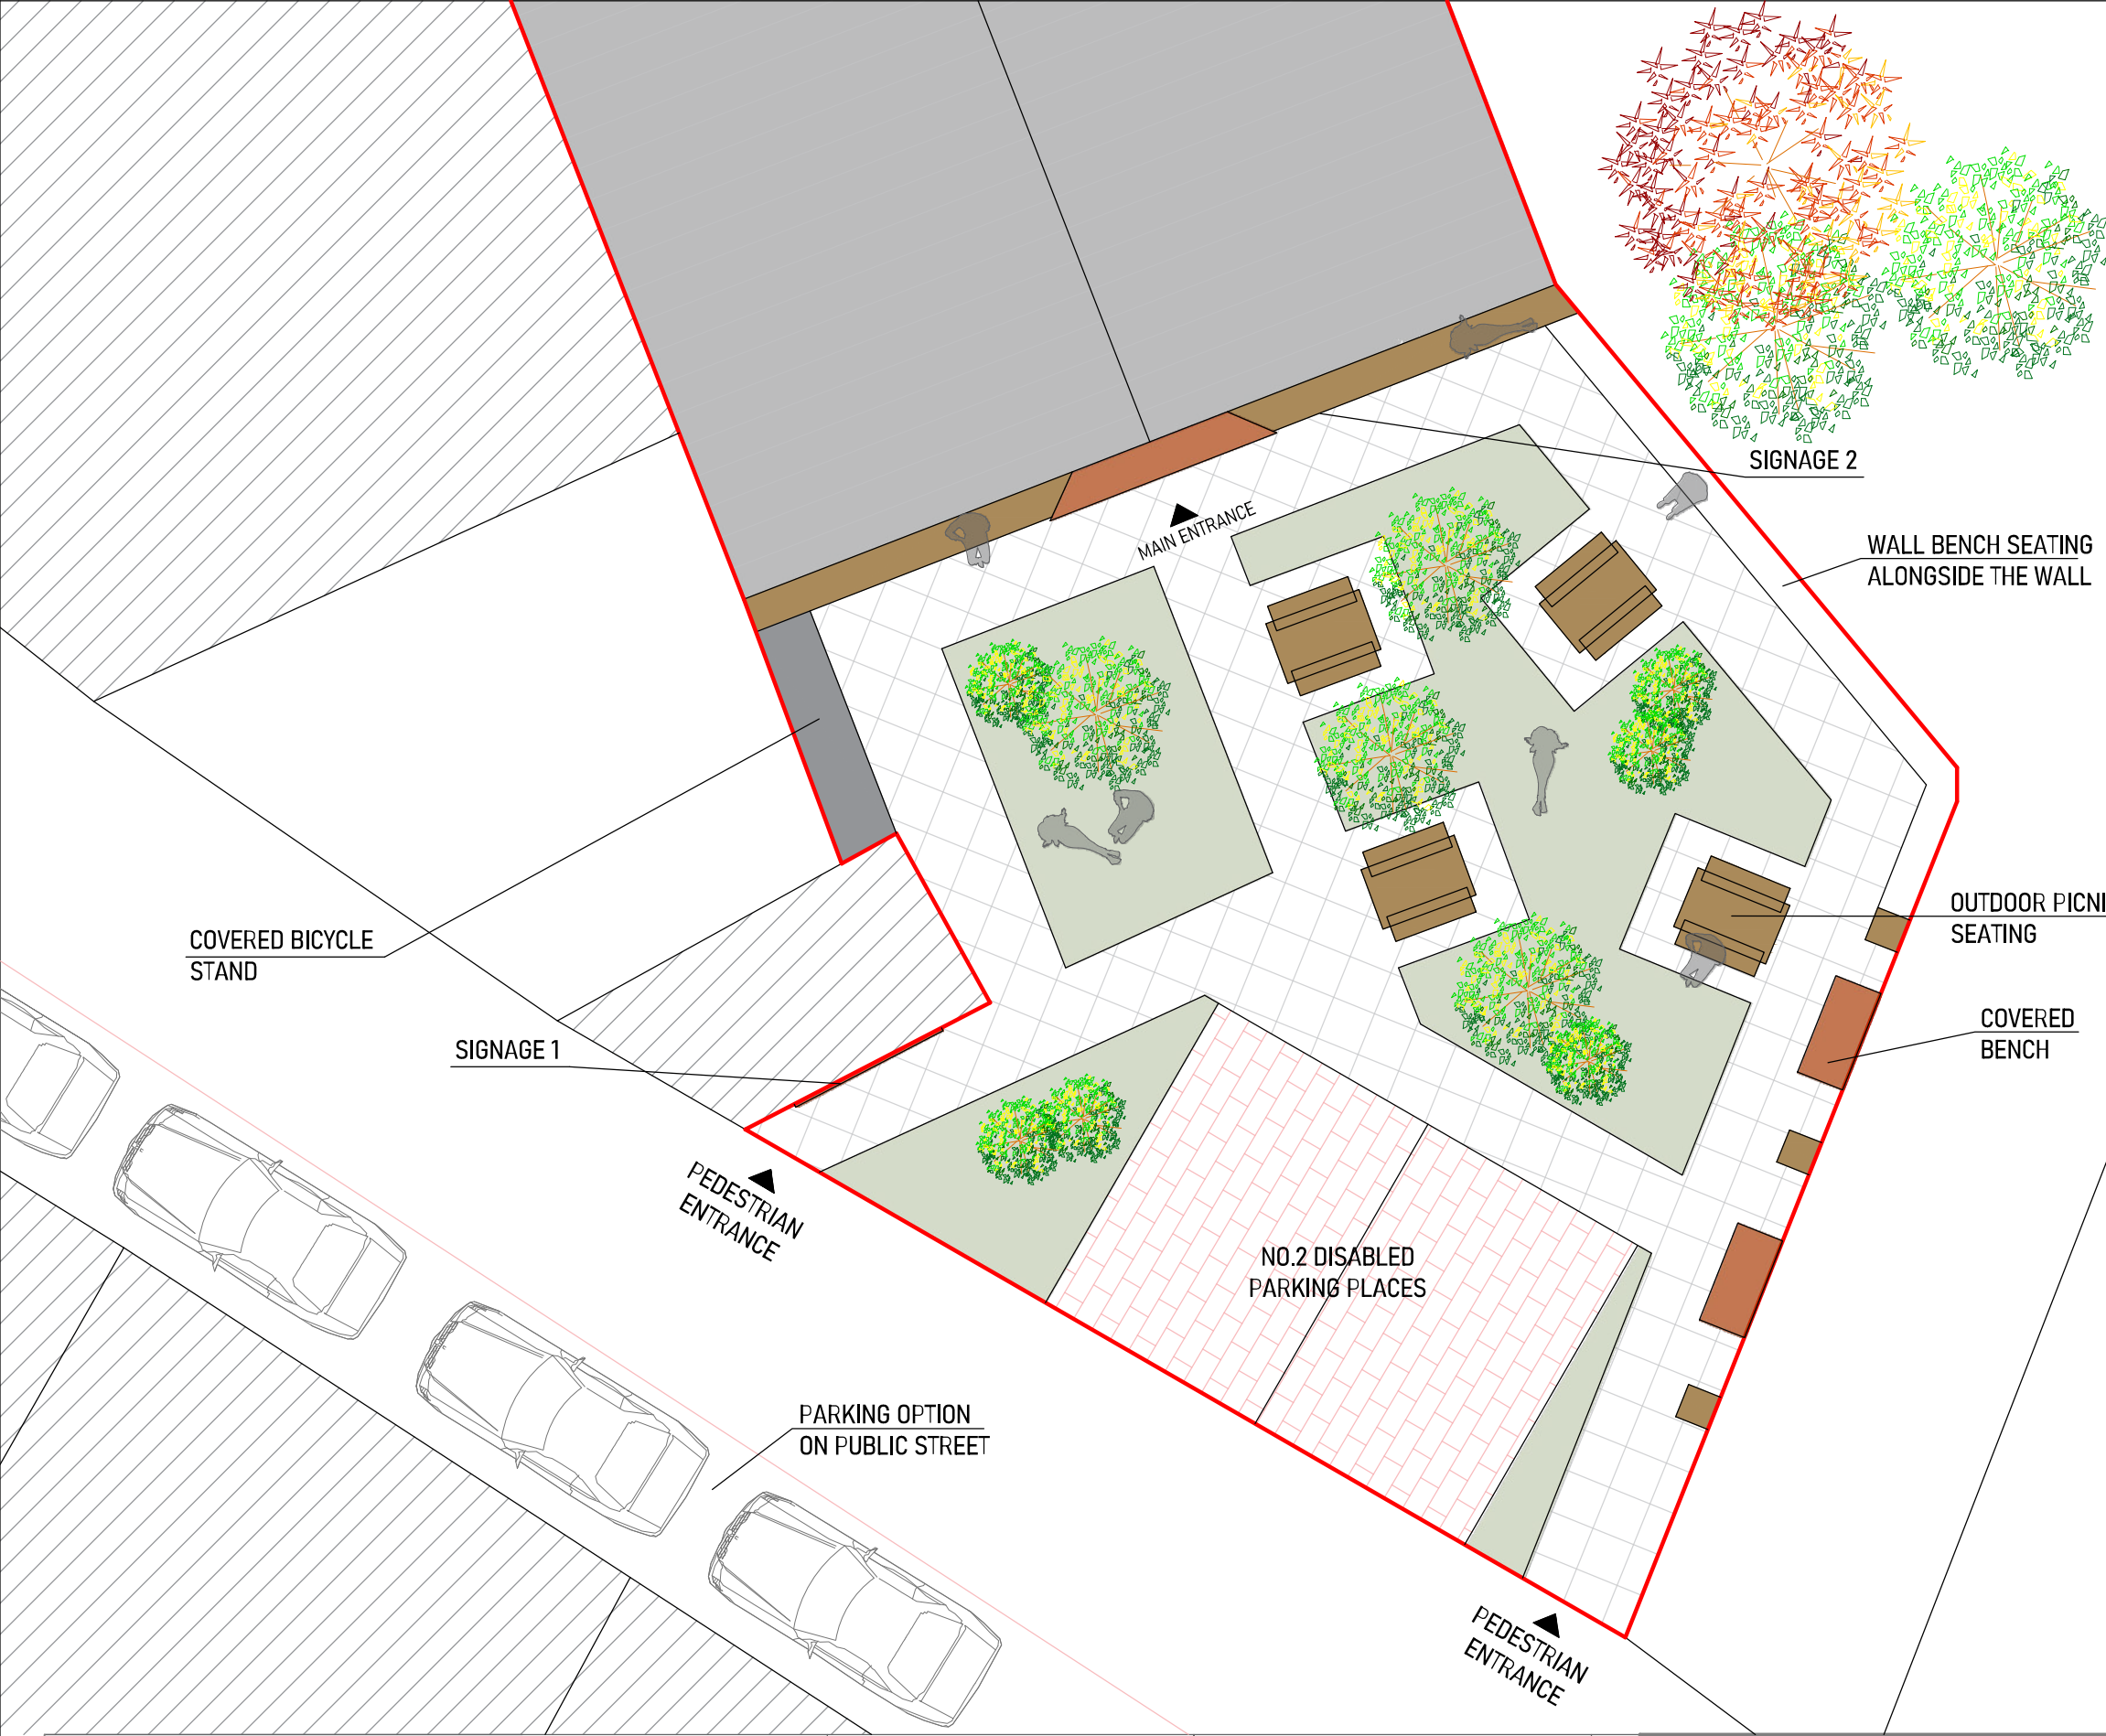 SIGNAGE 2
MAIN ENTRANCE
WALL BENCH SEATING
ALONGSIDE THE WALL
OUTDOOR PICNI
SEATING
COVERED BICYCLE
STAND
COVERED
BENCH
SIGNAGE 1
PEDESTRIAN
ENTRANCE
NO.2 DISABLED
PARKING PLACES
PARKING OPTION
ON PUBLIC STREET
PEDESTRIAN
ENTRANCE